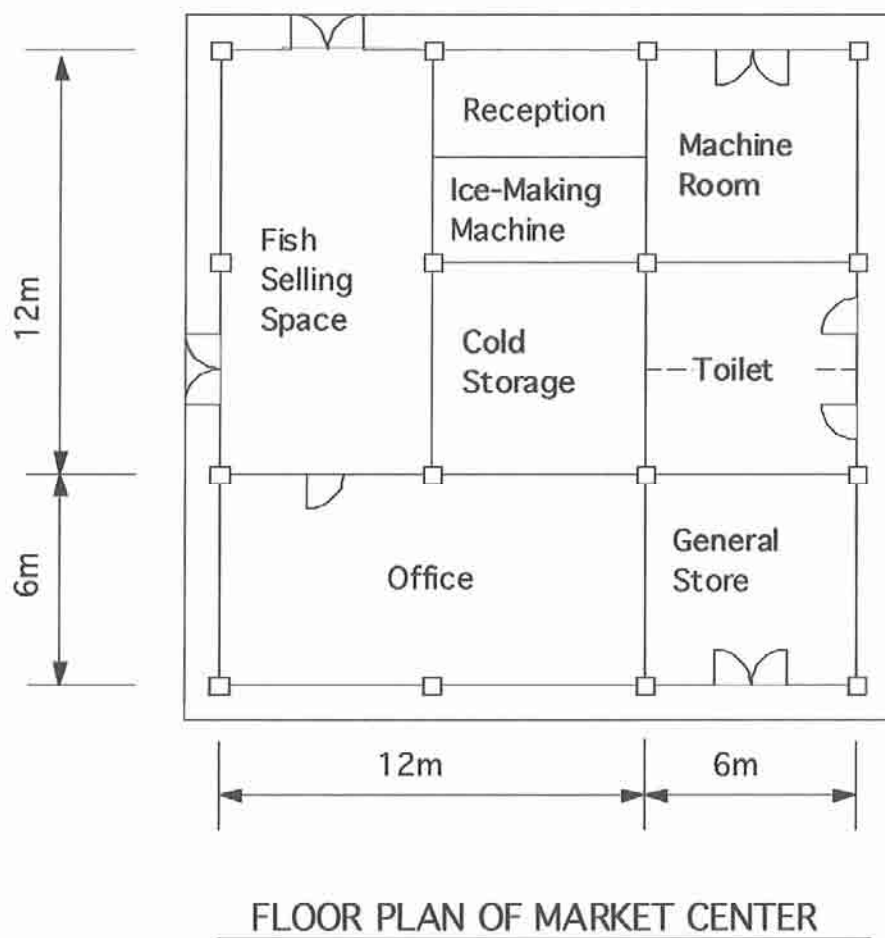 Reception
Machine
Room
Ice-Making
Machine
Fish
Selling
Space
12m
Cold
Storage
Toilet
6m
Office
General
Store
12m
6m
FLOOR PLAN OF MARKET CENTER